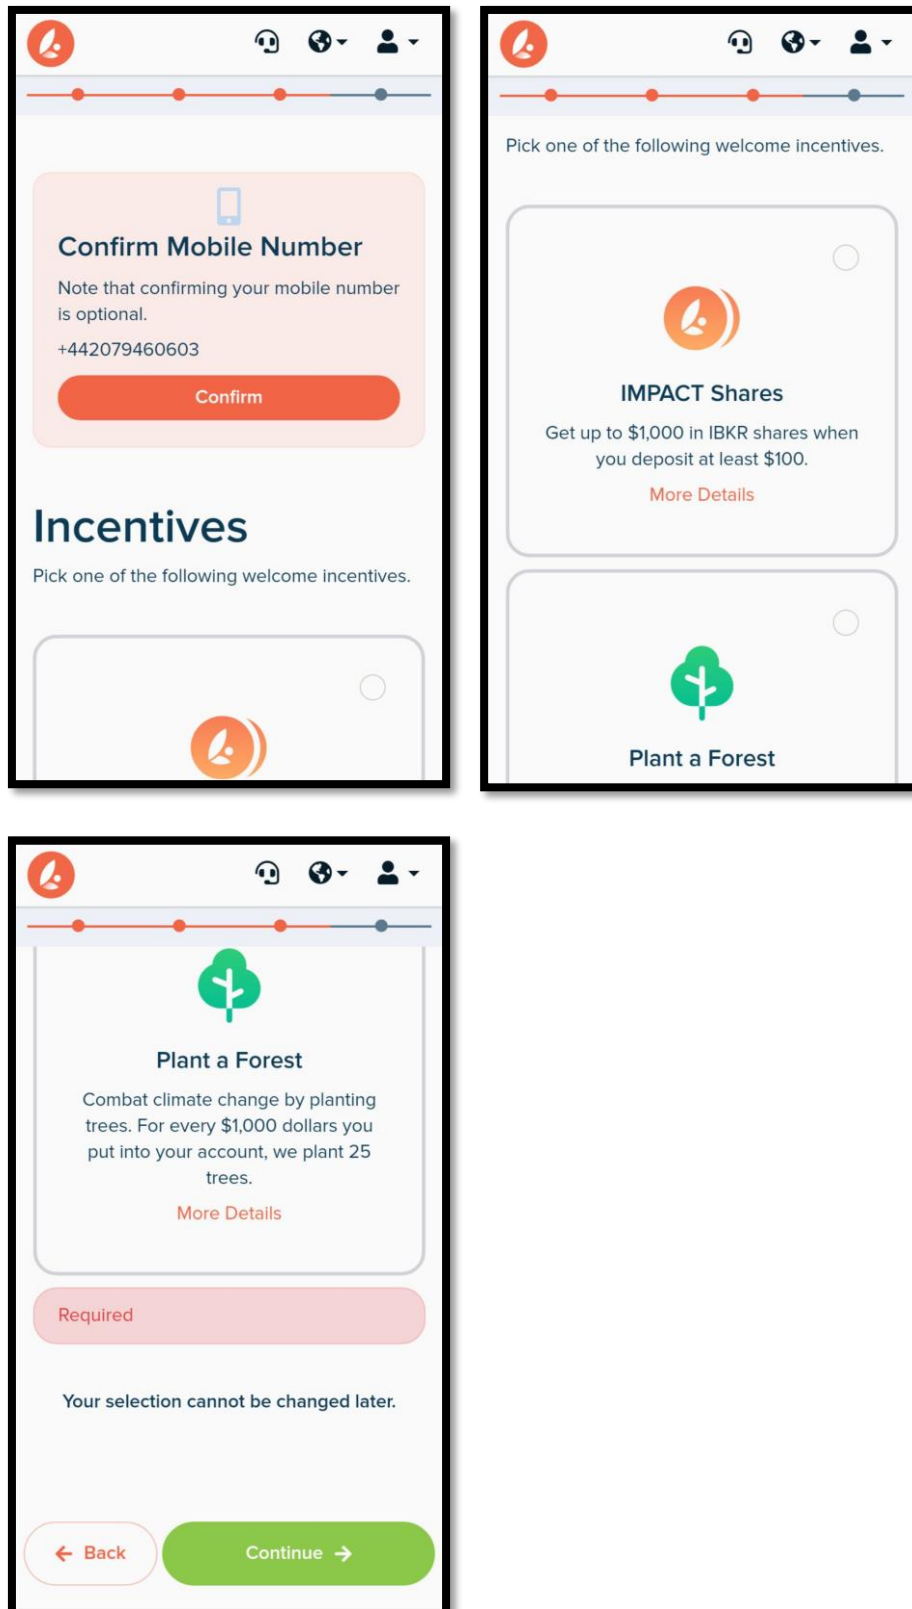 Confirm Mobile Number
Note that confirming your mobile number
is optional.
+442079460603
Confirm
Incentives
Pick one of the following welcome incentives.
Pick one of the following welcome incentives.
IMPACT Shares
Get up to $1,000 in IBKR shares when
you deposit at least $100.
More Details
Plant a Forest
Plant a Forest
Combat climate change by planting
trees. For every $1,000 dollars you
put into your account, we plant 25
trees.
More Details
Required
Your selection cannot be changed later.
Back
Continue